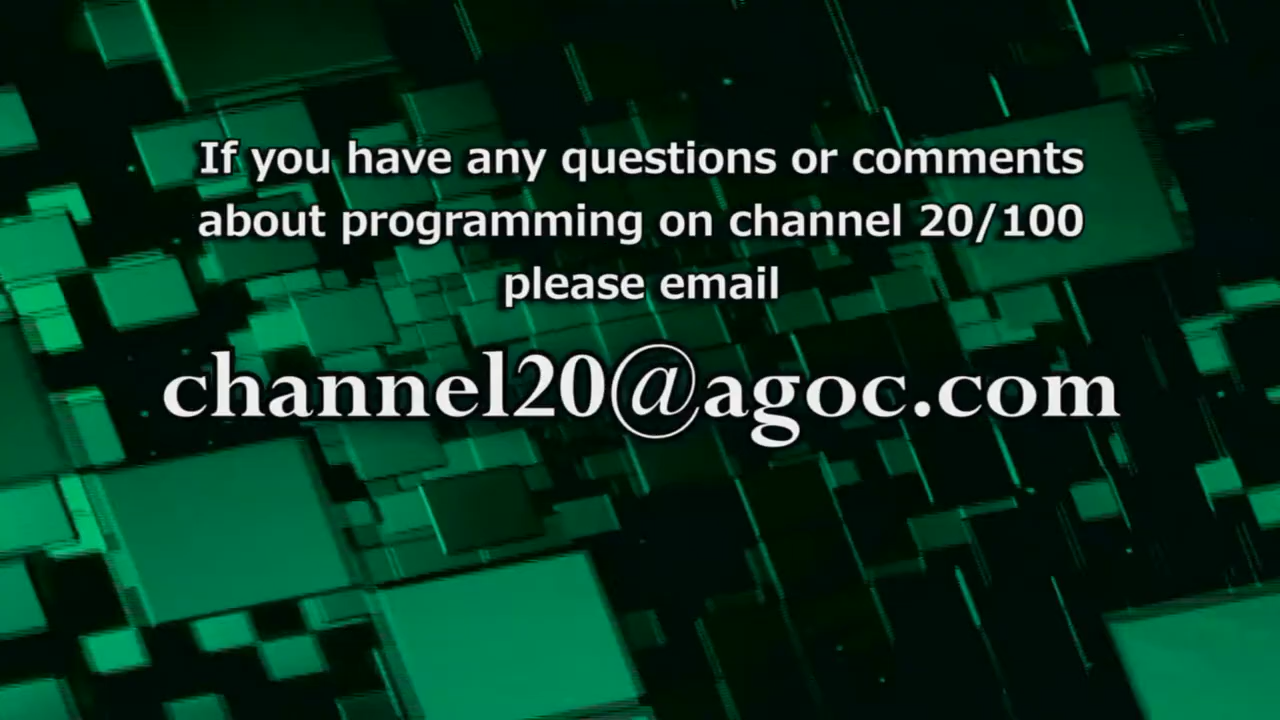 If you have any questions or comments
about programming on channel 20/100
please email
channel20@agoc.com